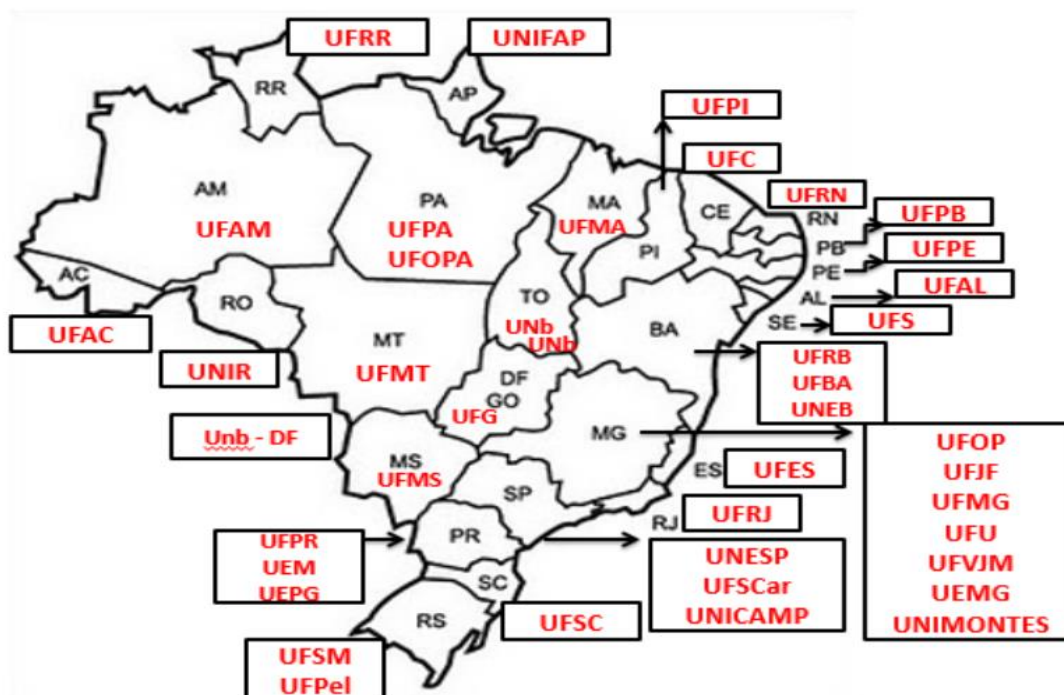 UFRR
UNIFAP
RR
AP
UFPI
UFC
AM
PA
MA
CE
UFRN
RN
UFAM
UFPA
UFMA
UFPB
UFOPA
PI
PB
UFPE
PE
AC
RO
TO
AL
UFAL
UFAC
MT
UNb
UNb
BA
SE
UFS
UNIR
UFMT
DF
GO
UFRB
UFBA
UNEB
UFG
Unb - DF
MG
UFOP
UFJF
UFMG
UFU
UFVJM
UEMG
UNIMONTES
MS
UFMS
ES
UFES
SP
RJ
UFRJ
UFPR
UEM
UEPG
PR
UNESP
UFSCar
UNICAMP
SC
UFSC
RS
UFSM
UFPel